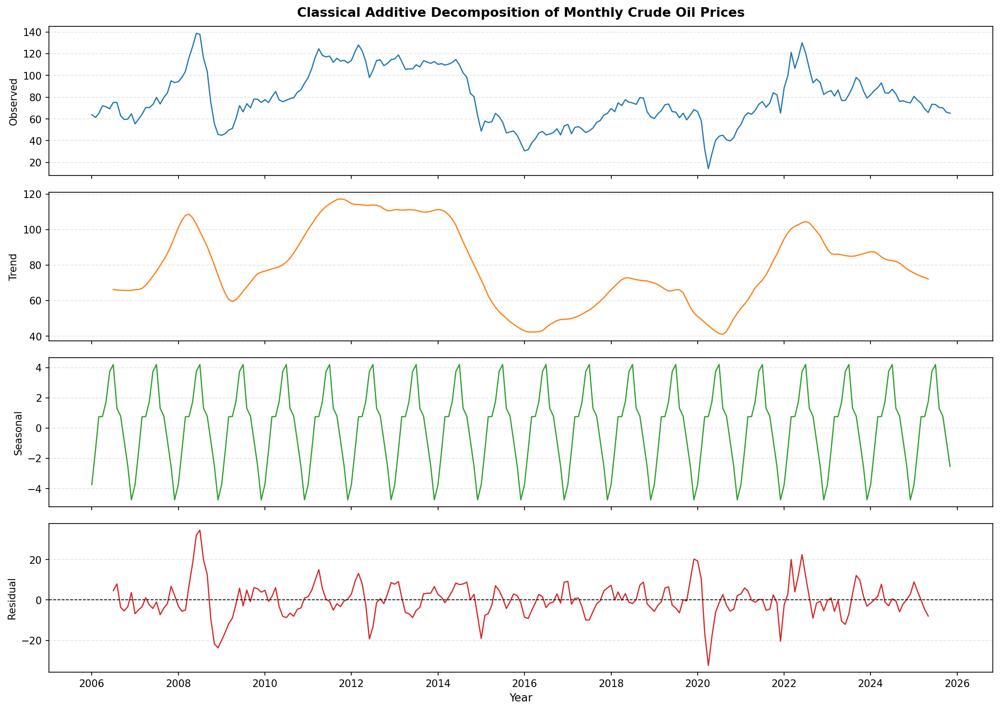 Classical Additive Decomposition of Monthly Crude Oil Prices
Observed
140
120
100
80
60
40
20
Trend
120
100
80
60
40
Seasonal
4
2
0
−2
−4
Residual
20
0
−20
2006 2008 2010 2012 2014 2016 2018 2020 2022 2024 2026
Year